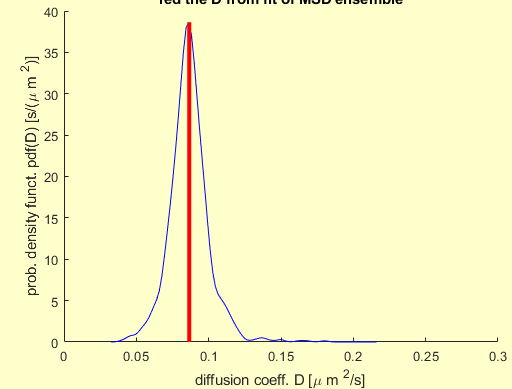 red the D from fit of MSD ensemble
40
35
30
25
20
15
10
5
0
prob. density funct. pdf(D) [s/(μ m ²)]
0 0.05 0.1 0.15 0.2 0.25 0.3
diffusion coeff. D [μ m ²/s]